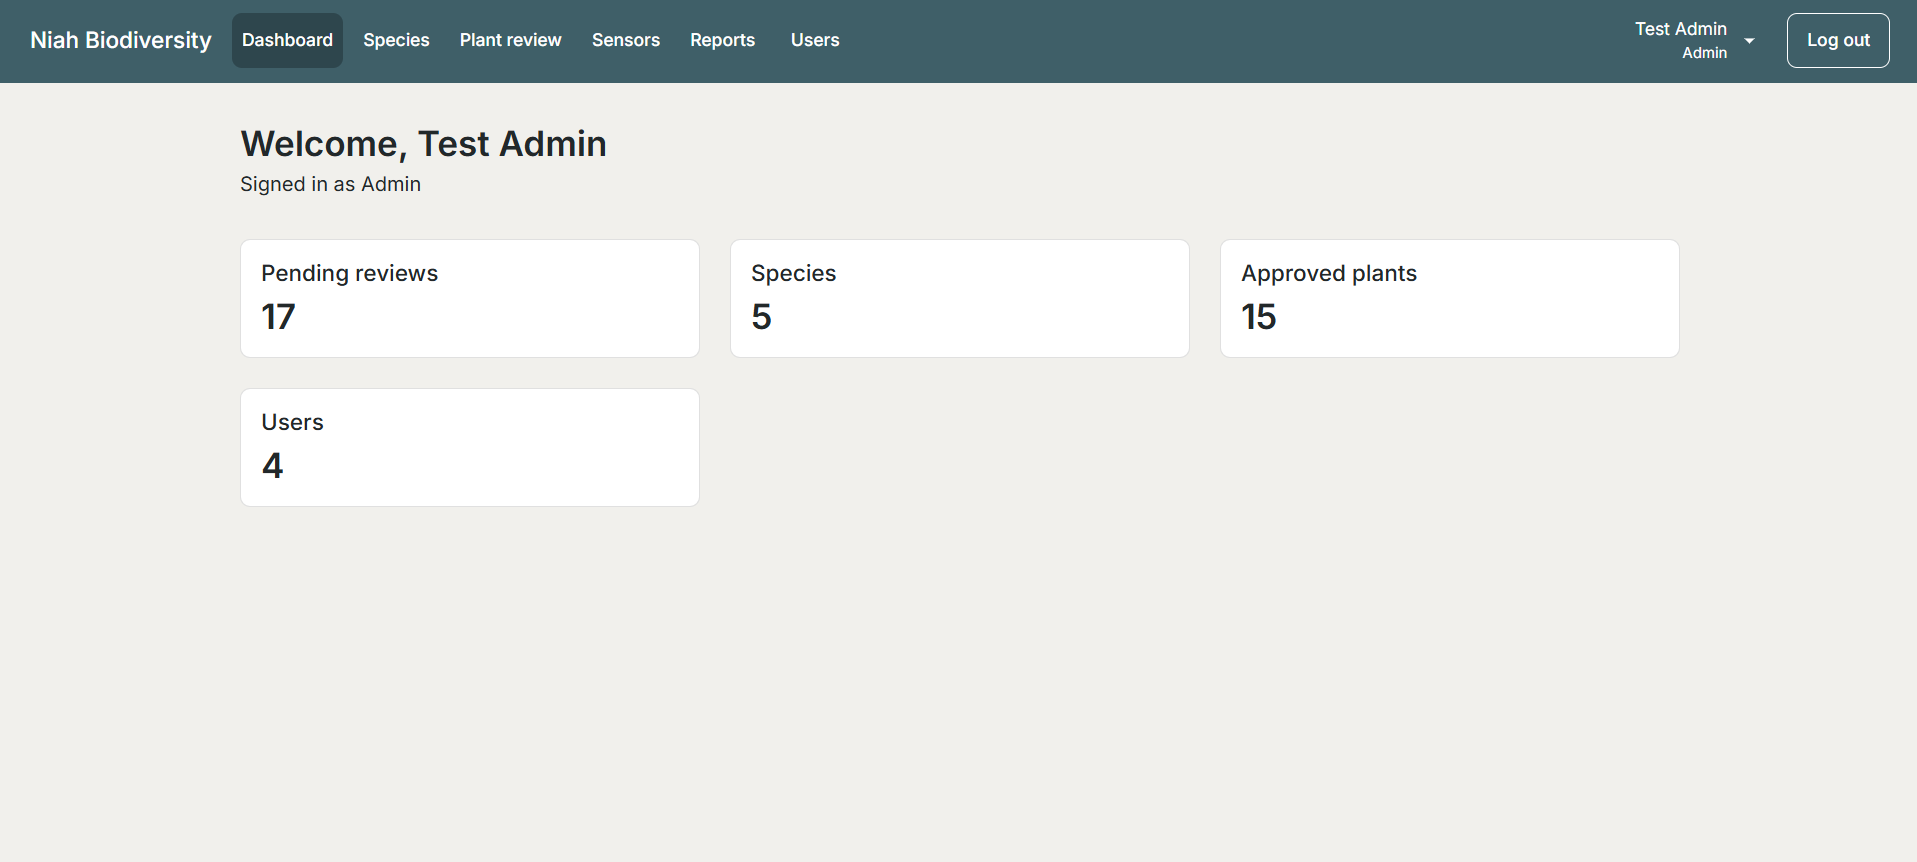 Niah Biodiversity Dashboard Species Plant review Sensors Reports Users Test Admin Admin Log out
Welcome, Test Admin
Signed in as Admin
Pending reviews
17
Species
5
Approved plants
15
Users
4